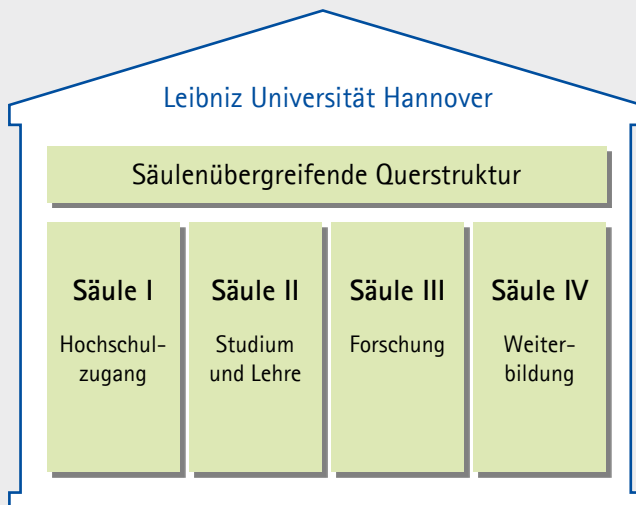 Leibniz Universität Hannover
Säulenübergreifende Querstruktur
Säule I
Hochschul-
zugang
Säule II
Studium
und Lehre
Säule III
Forschung
Säule IV
Weiter-
bildung